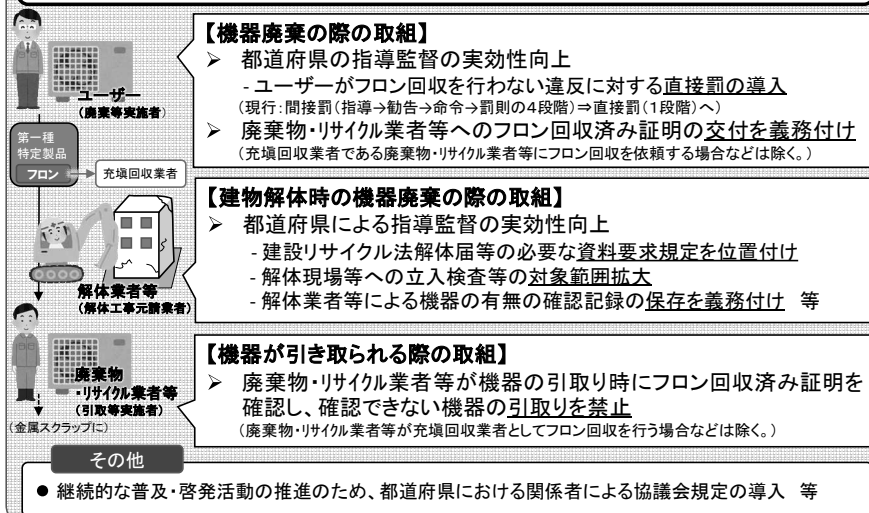 【機器廃棄の際の取組】
➢ 都道府県の指導監督の実効性向上
- ユーザーがフロン回収を行わない違反に対する直接罰の導入
(現行:間接罰(指導→勧告→命令→罰則の4段階)⇒直接罰(1段階)へ)
➢ 廃棄物・リサイクル業者等へのフロン回収済み証明の交付を義務付け
(充塡回収業者である廃棄物・リサイクル業者等にフロン回収を依頼する場合などは除く。)
ユーザー
(廃棄等実施者)
第一種
特定製品
フロン
充塡回収業者
【建物解体時の機器廃棄の際の取組】
➢ 都道府県による指導監督の実効性向上
- 建設リサイクル法解体届等の必要な資料要求規定を位置付け
- 解体現場等への立入検査等の対象範囲拡大
- 解体業者等による機器の有無の確認記録の保存を義務付け 等
解体業者等
(解体工事元請業者)
【機器が引き取られる際の取組】
➢ 廃棄物・リサイクル業者等が機器の引取り時にフロン回収済み証明を
確認し、確認できない機器の引取りを禁止
(廃棄物・リサイクル業者等が充塡回収業者としてフロン回収を行う場合などは除く。)
廃棄物
・リサイクル業者等
(引取等実施者)
(金属スクラップに)
その他
● 継続的な普及・啓発活動の推進のため、都道府県における関係者による協議会規定の導入 等